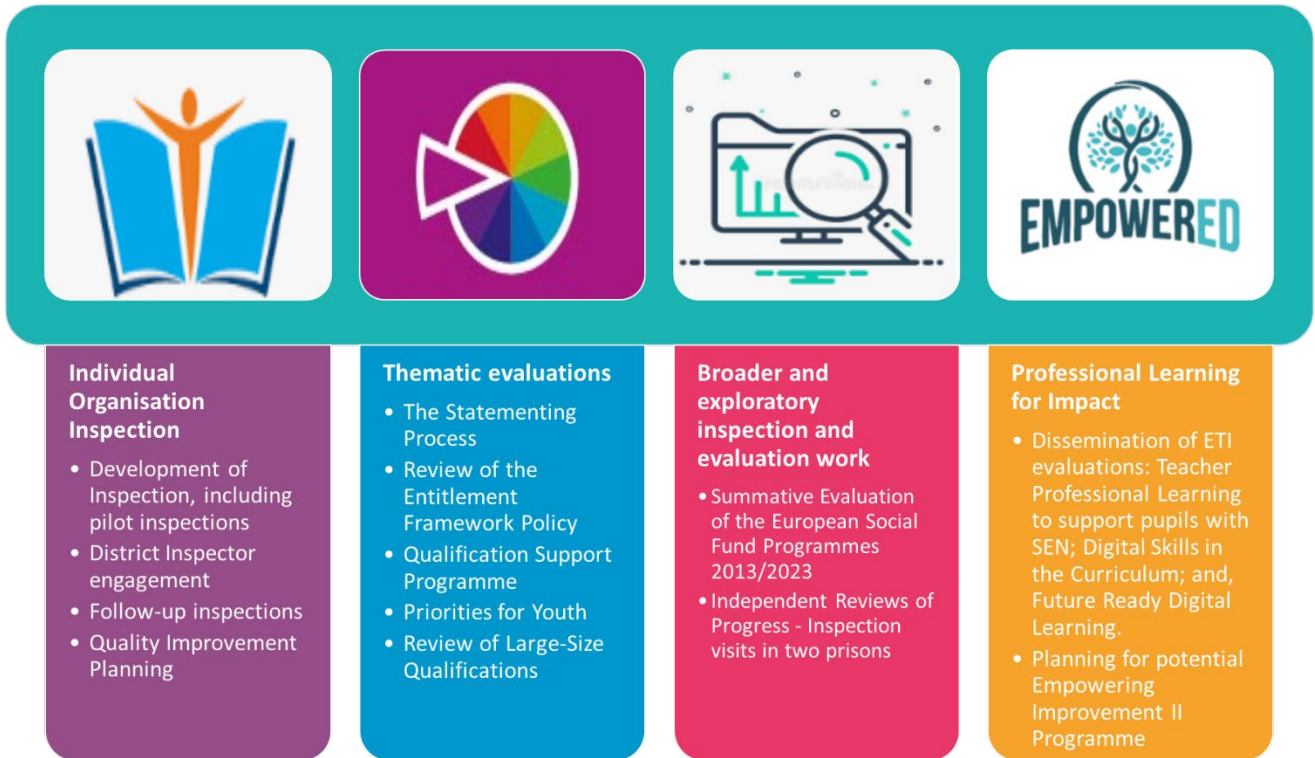 EMPOWERED
Individual
Organisation
Inspection
• Development of
Inspection, including
pilot inspections
• District Inspector
engagement
• Follow-up inspections
• Quality Improvement
Planning
Thematic evaluations
• The Statementing
Process
• Review of the
Entitlement
Framework Policy
• Qualification Support
Programme
• Priorities for Youth
• Review of Large-Size
Qualifications
Broader and
exploratory
inspection and
evaluation work
• Summative Evaluation
of the European Social
Fund Programmes
2013/2023
• Independent Reviews of
Progress - Inspection
visits in two prisons
Professional Learning
for Impact
• Dissemination of ETI
evaluations: Teacher
Professional Learning
to support pupils with
SEN; Digital Skills in
the Curriculum; and,
Future Ready Digital
Learning.
• Planning for potential
Empowering
Improvement II
Programme